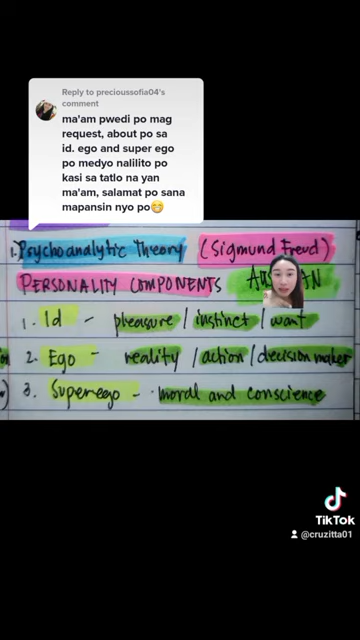 Reply to precioussofia04's
comment
ma'am pwedi po mag
request, about po sa
id. ego and super ego
po medyo nalilito po
kasi sa tatlo na yan
ma'am, salamat po sana
mapansin nyo po😁
1. Psychoanalytic Theory (Sigmund Freud)
PERSONALITY COMPONENTS
1. Id - pleasure / instinct / want
2. Ego - reality / action / decision maker
3. Superego - moral and conscience
TikTok
@cruzitta01